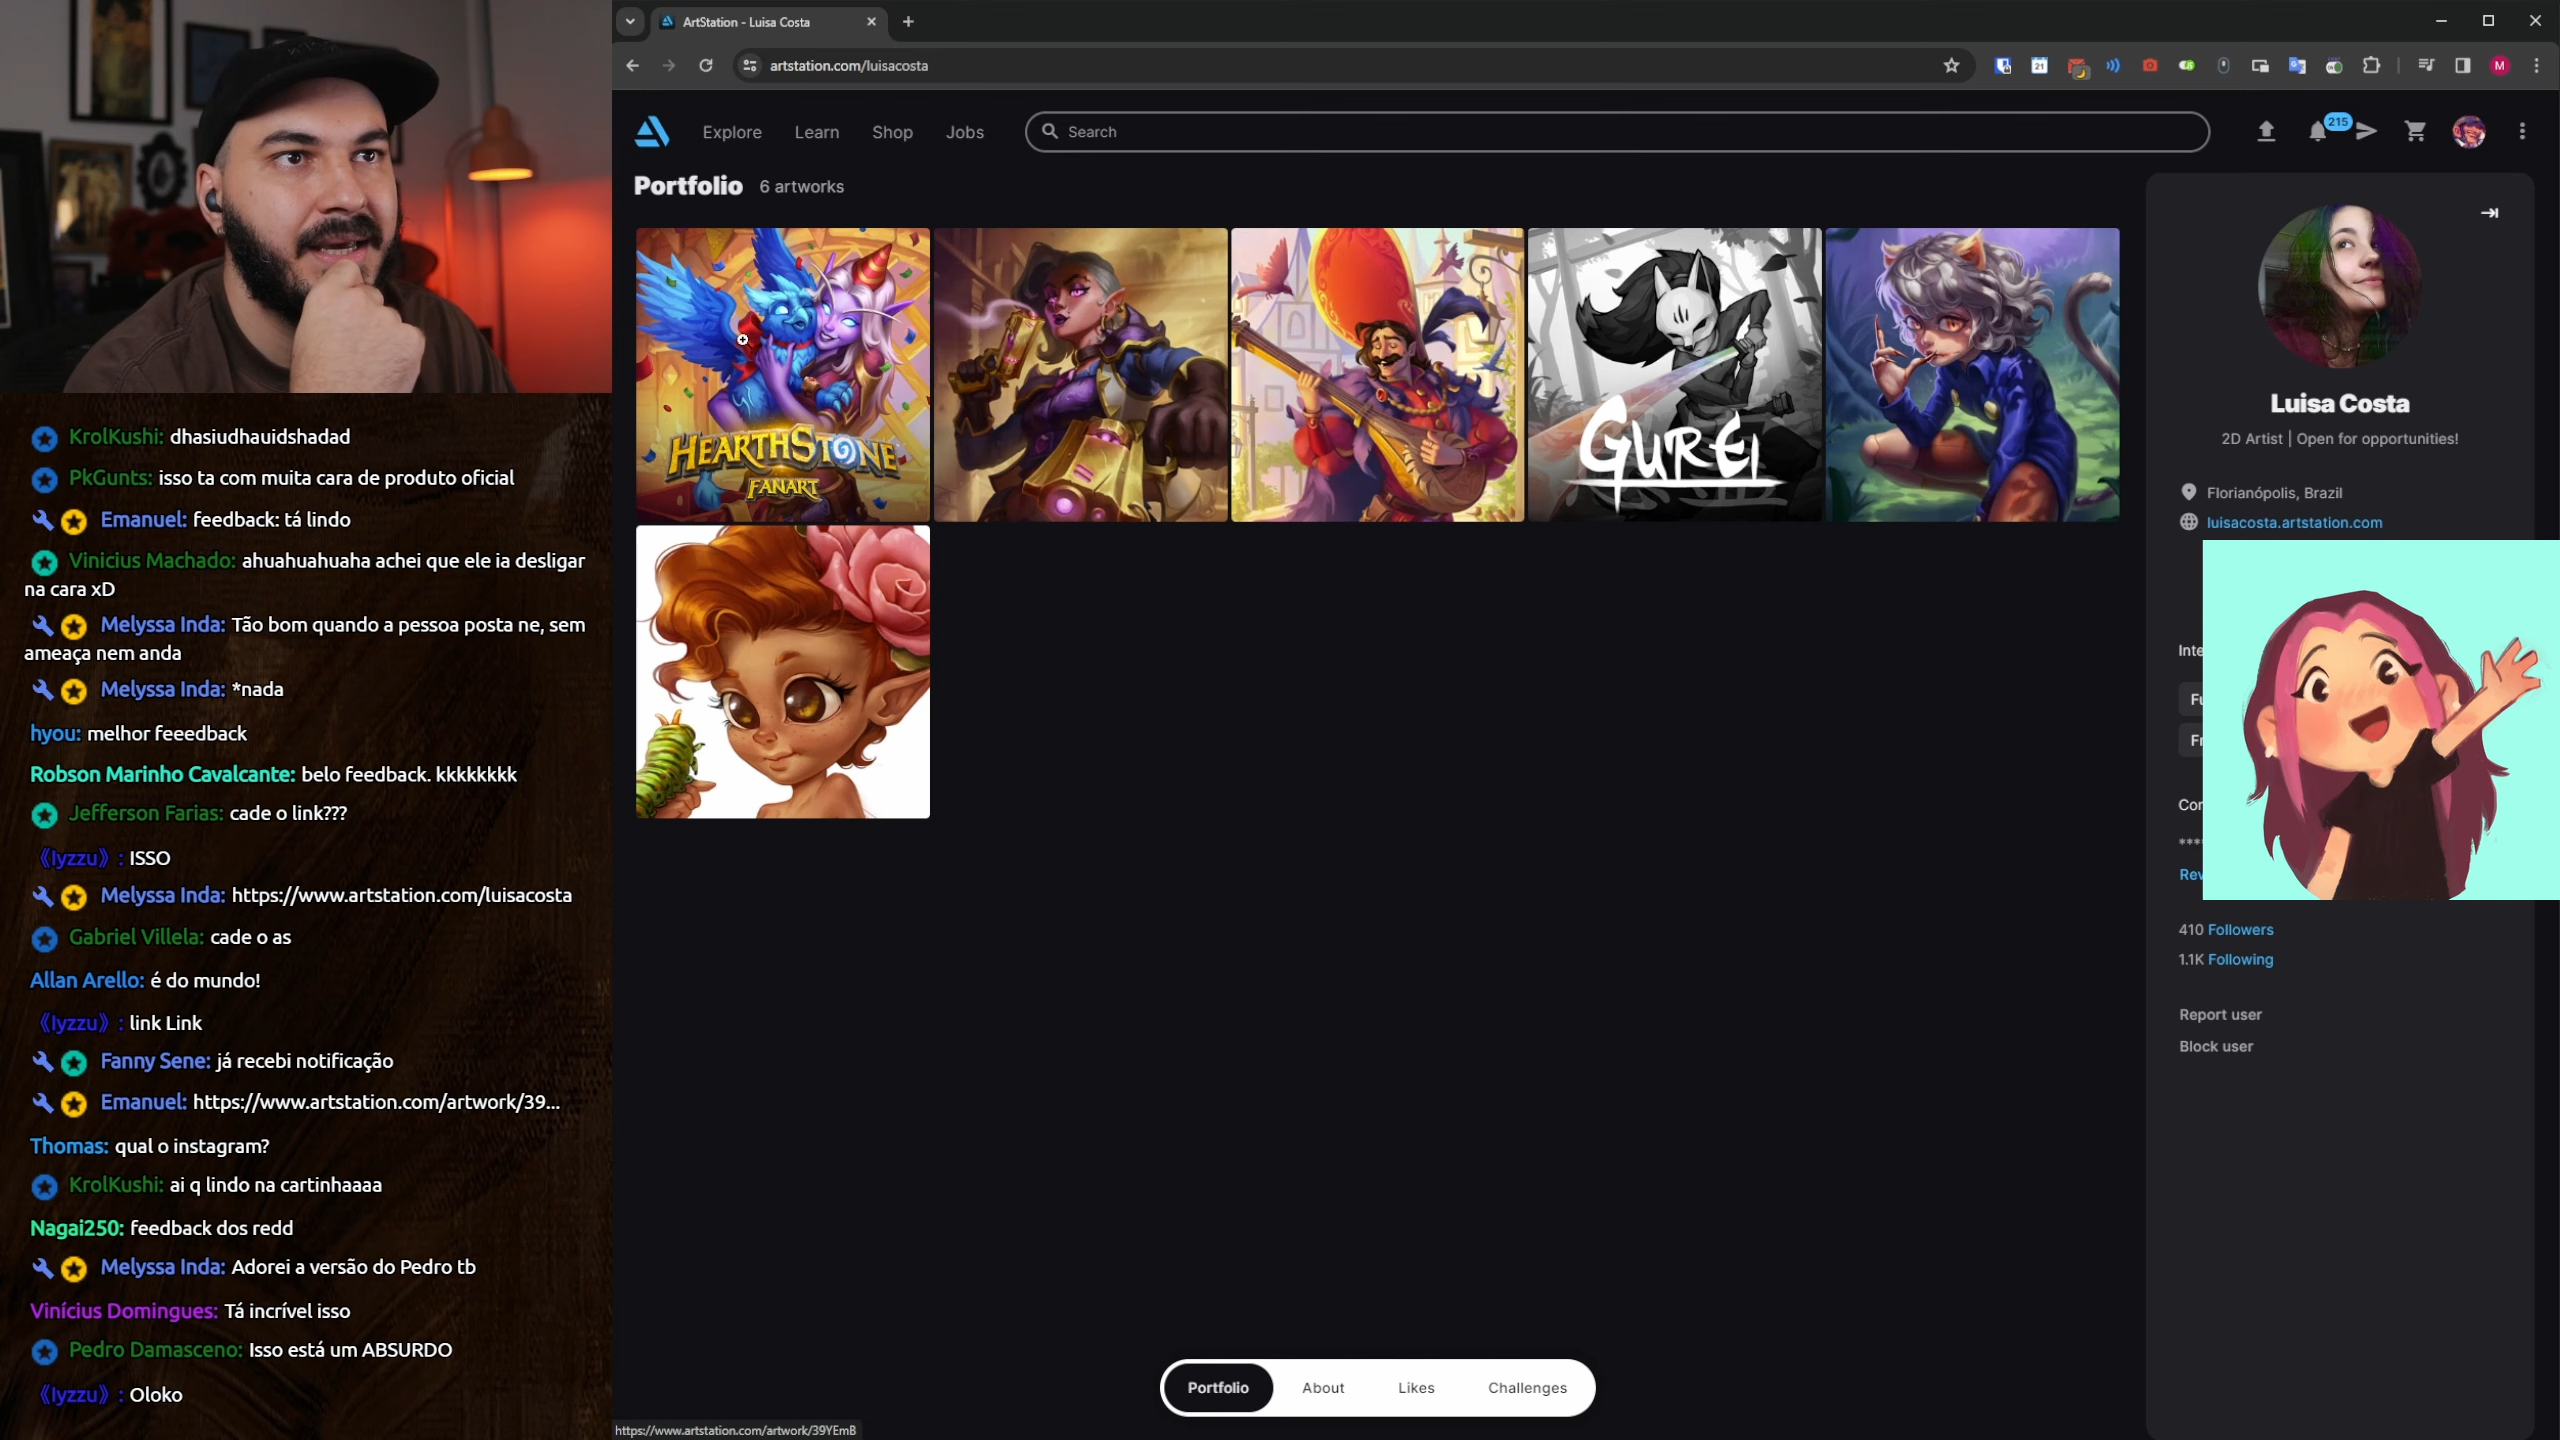 ArtStation - Luisa Costa
artstation.com/luisacosta
21
M
Explore
Learn
Shop
Jobs
Search
215
Portfolio 6 artworks
HEARTHSTONE
FANART
GUREI
Luisa Costa
2D Artist | Open for opportunities!
Florianópolis, Brazil
luisacosta.artstation.com
410 Followers
1.1K Following
Report user
Block user
Portfolio
About
Likes
Challenges
https://www.artstation.com/artwork/39YEmB
KrolKushi: dhasiudhauidshadad
PkGunts: isso ta com muita cara de produto oficial
Emanuel: feedback: tá lindo
Vinicius Machado: ahuahuahuaha achei que ele ia desligar
na cara xD
Melyssa Inda: Tão bom quando a pessoa posta ne, sem
ameaça nem anda
Melyssa Inda: *nada
hyou: melhor feeedback
Robson Marinho Cavalcante: belo feedback. kkkkkkkk
Jefferson Farias: cade o link???
《lyzzu》: ISSO
Melyssa Inda: https://www.artstation.com/luisacosta
Gabriel Villela: cade o as
Allan Arello: é do mundo!
《lyzzu》: link Link
Fanny Sene: já recebi notificação
Emanuel: https://www.artstation.com/artwork/39...
Thomas: qual o instagram?
KrolKushi: ai q lindo na cartinhaaaa
Nagai250: feedback dos redd
Melyssa Inda: Adorei a versão do Pedro tb
Vinícius Domingues: Tá incrível isso
Pedro Damasceno: Isso está um ABSURDO
《lyzzu》: Oloko